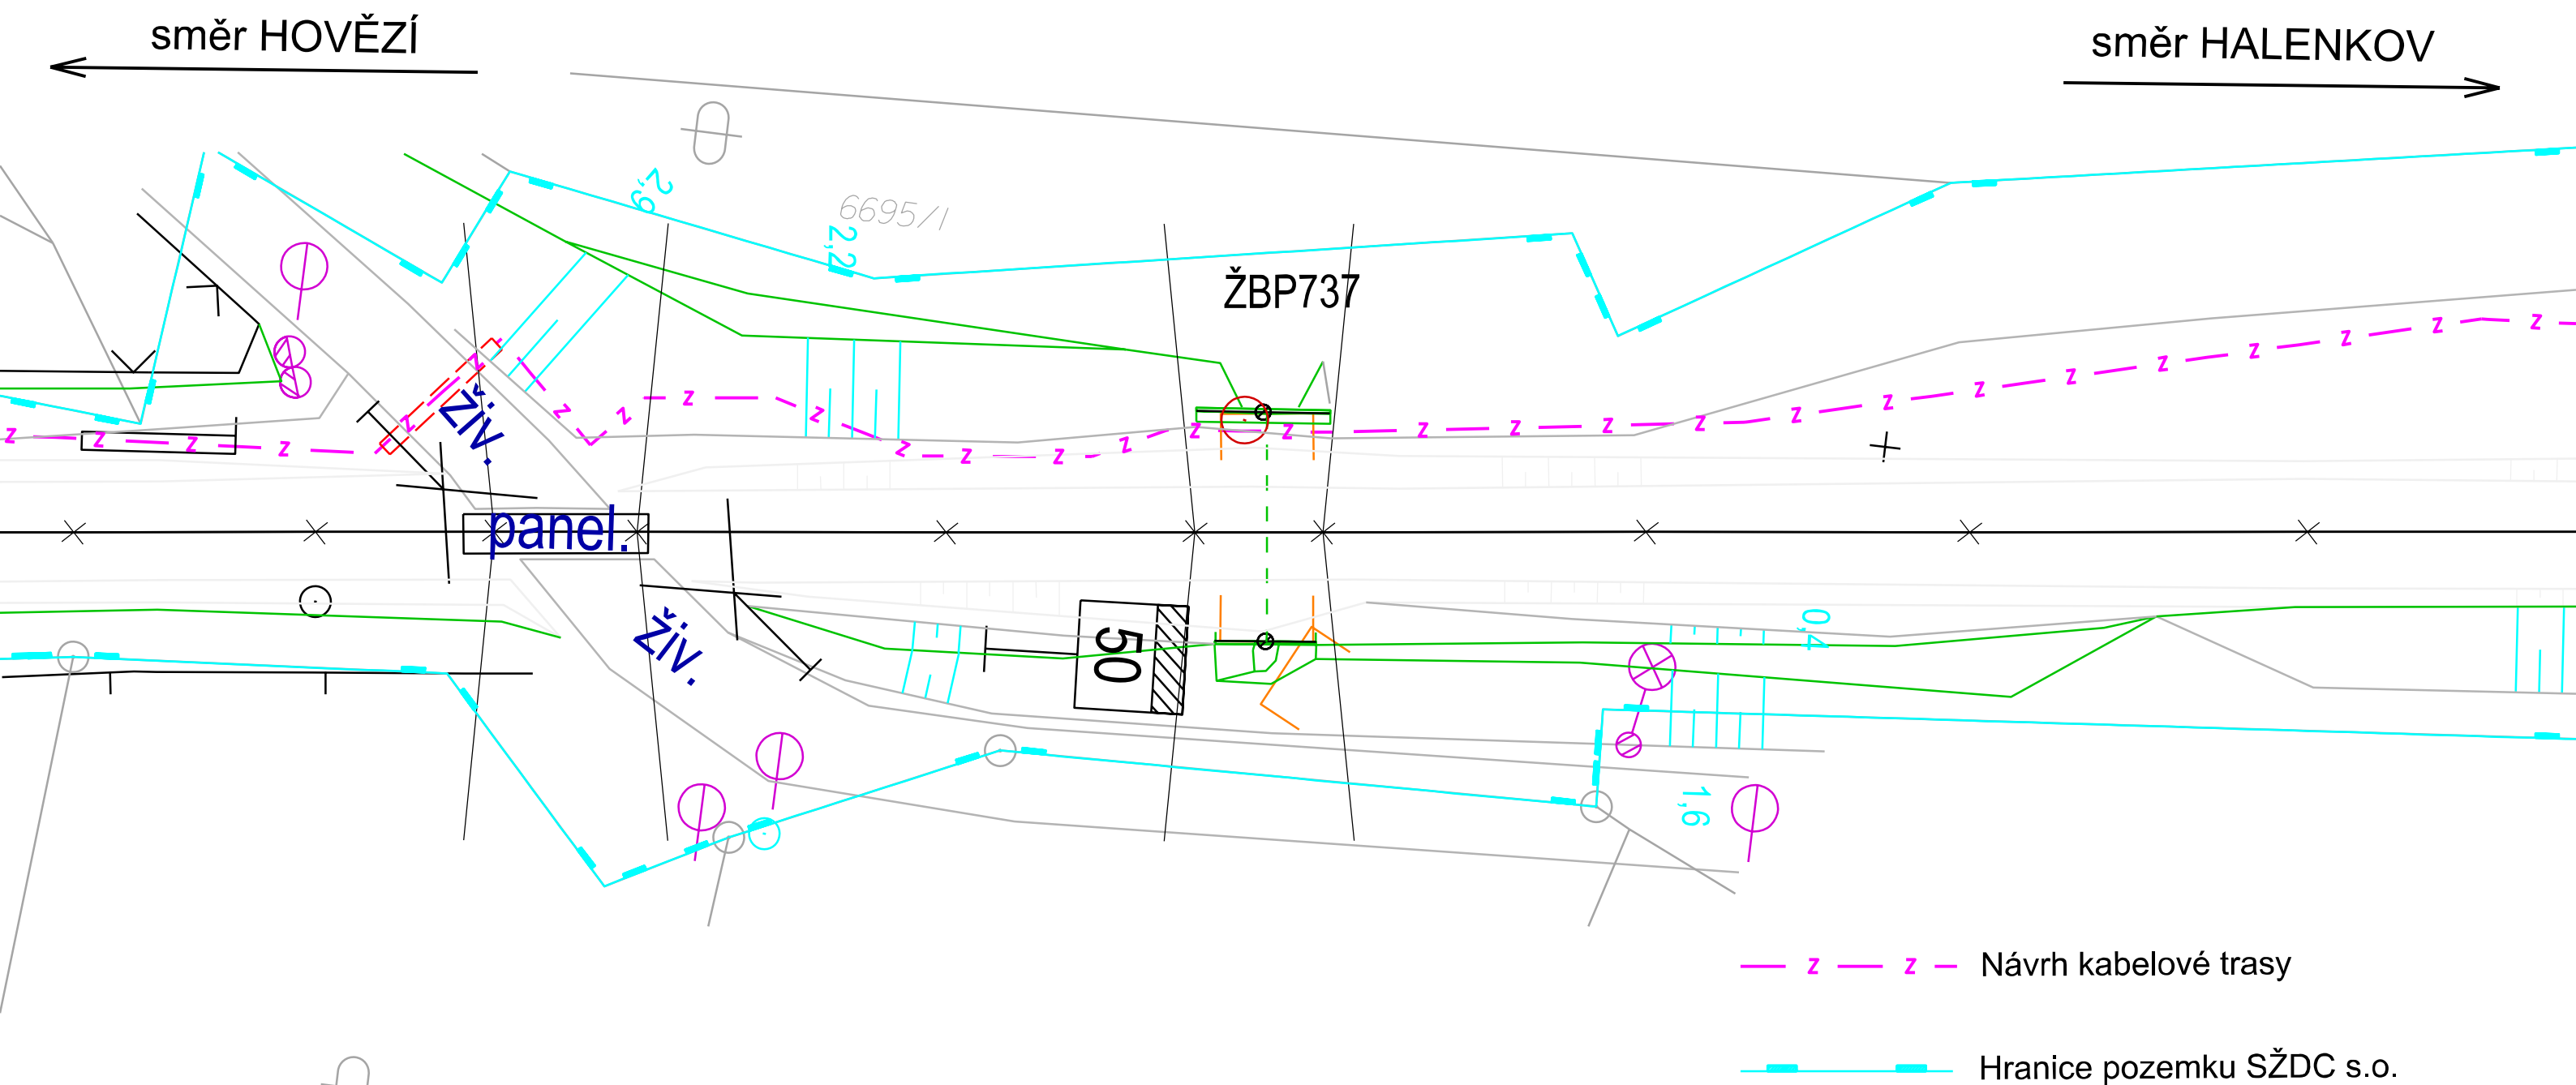 směr HOVĚZÍ
směr HALENKOV
2,9
6695/1
2,2
ŽBP737
z z z z z z z z z z z z z z z z z z z z z z z z z z
živ.
panel.
živ.
50
0,4
1,6
z z Návrh kabelové trasy
Hranice pozemku SŽDC s.o.